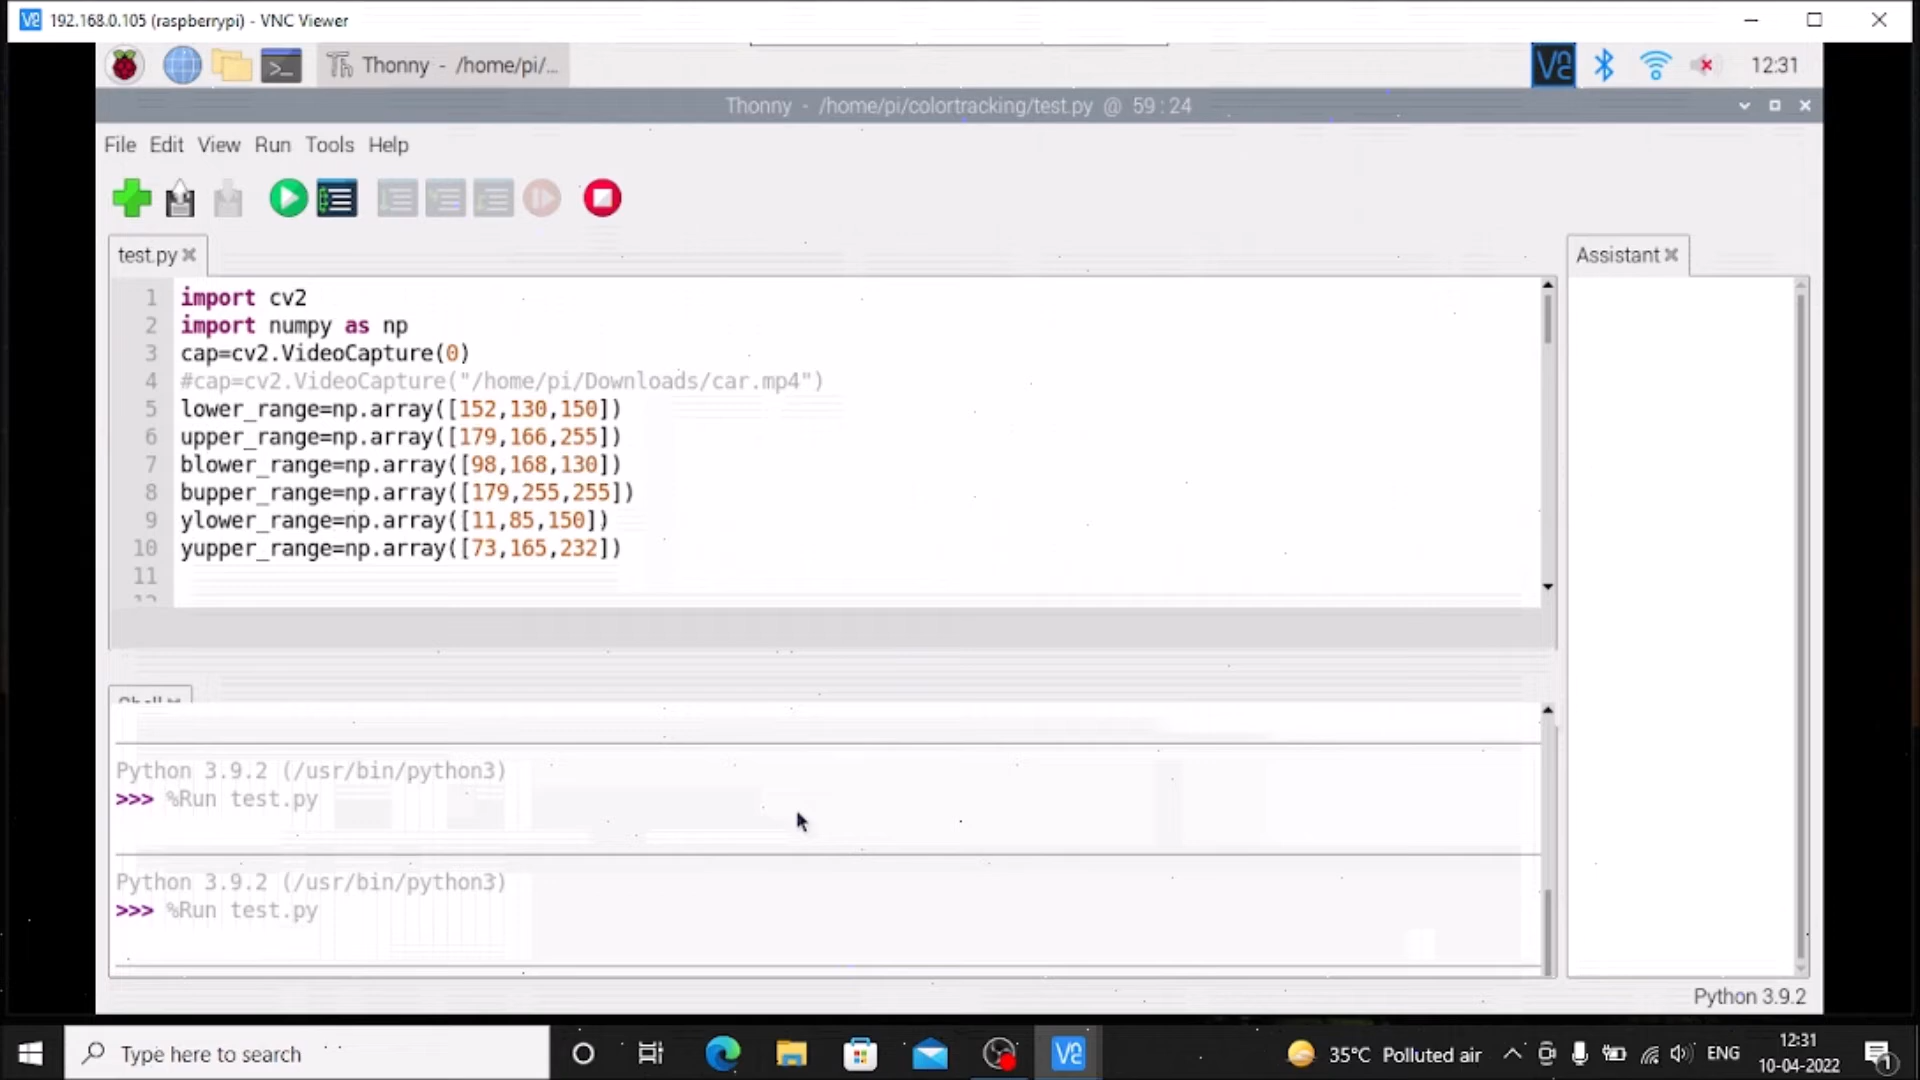 192.168.0.105 (raspberrypi) - VNC Viewer
Thonny - /home/pi/...
12:31
Thonny - /home/pi/colortracking/test.py @ 59 : 24
File Edit View Run Tools Help
test.py
Assistant
1 import cv2
2 import numpy as np
3 cap=cv2.VideoCapture(0)
4 #cap=cv2.VideoCapture("/home/pi/Downloads/car.mp4")
5 lower_range=np.array([152,130,150])
6 upper_range=np.array([179,166,255])
7 blower_range=np.array([98,168,130])
8 bupper_range=np.array([179,255,255])
9 ylower_range=np.array([11,85,150])
10 yupper_range=np.array([73,165,232])
11
12
Shell
Python 3.9.2 (/usr/bin/python3)
>>> %Run test.py
Python 3.9.2 (/usr/bin/python3)
>>> %Run test.py
Python 3.9.2
Type here to search
35°C Polluted air
ENG
12:31
10-04-2022
1